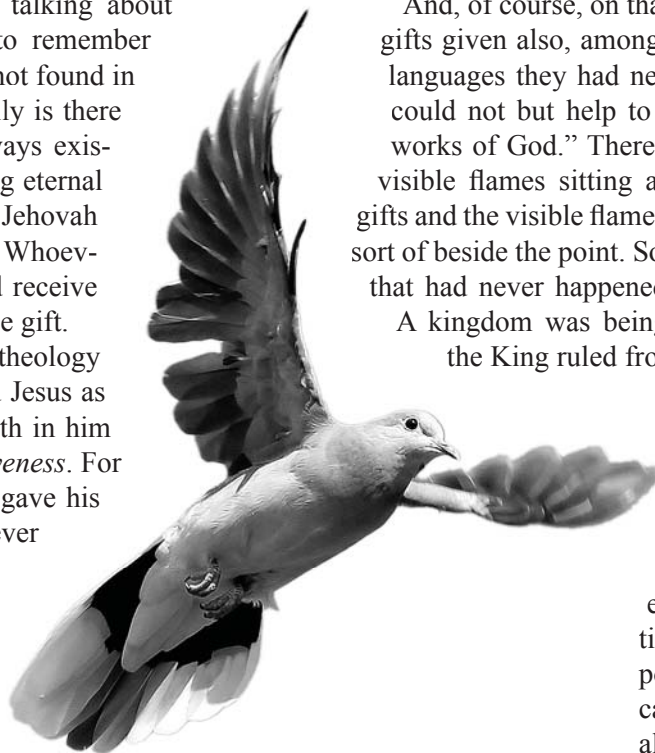 talking about
to remember
not found in
ly is there
ways exis-
g eternal
Jehovah
Whoev-
l receive
e gift.
theology
Jesus as
th in him
veness. For
gave his
ever
And, of course, on tha
gifts given also, among
languages they had ne
could not but help to
works of God.” There
visible flames sitting a
gifts and the visible flame
sort of beside the point. So
that had never happened
A kingdom was being
the King ruled fro
e
ti
p
ca
al